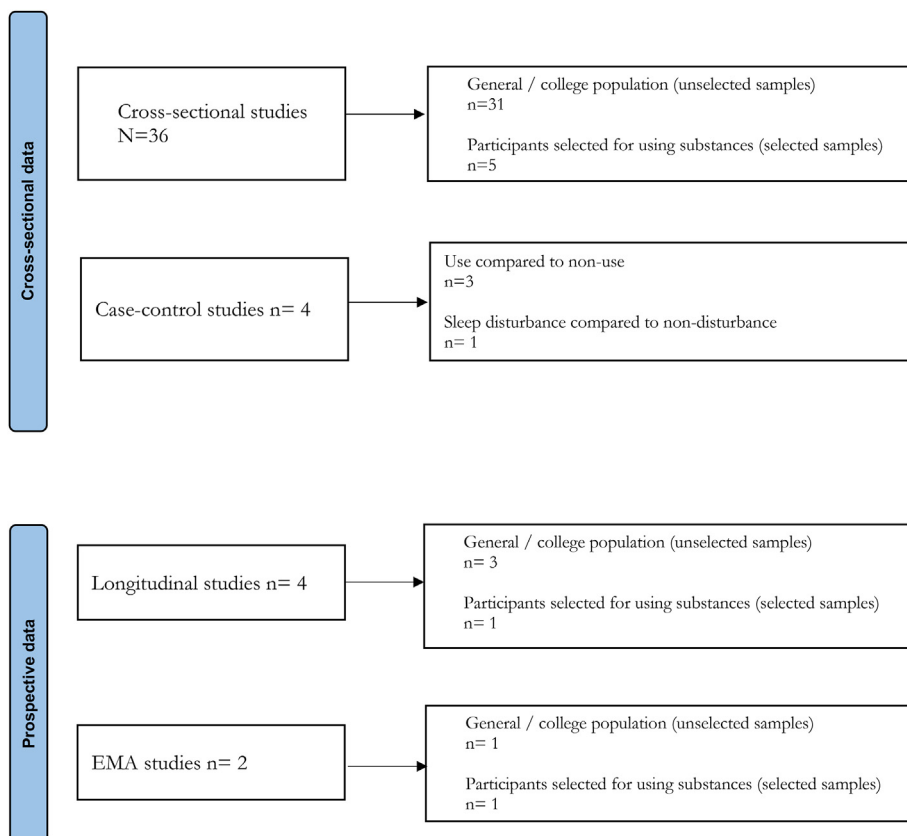 Cross-sectional data
Cross-sectional studies
N=36
General / college population (unselected samples)
n=31
Participants selected for using substances (selected samples)
n=5
Case-control studies n= 4
Use compared to non-use
n=3
Sleep disturbance compared to non-disturbance
n= 1
Prospective data
Longitudinal studies n= 4
General / college population (unselected samples)
n= 3
Participants selected for using substances (selected samples)
n= 1
EMA studies n= 2
General / college population (unselected samples)
n= 1
Participants selected for using substances (selected samples)
n= 1